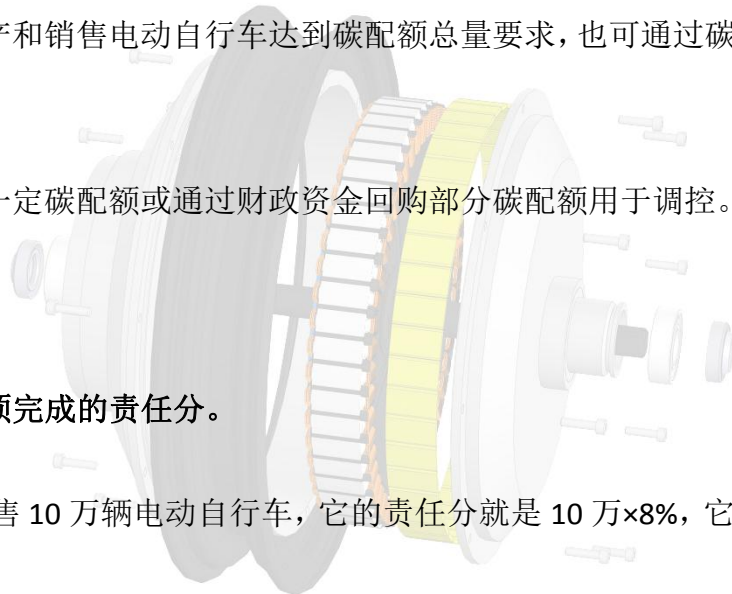 产和销售电动自行车达到碳配额总量要求，也可通过碳
一定碳配额或通过财政资金回购部分碳配额用于调控。
须完成的责任分。
售 10 万辆电动自行车，它的责任分就是 10 万×8%，它